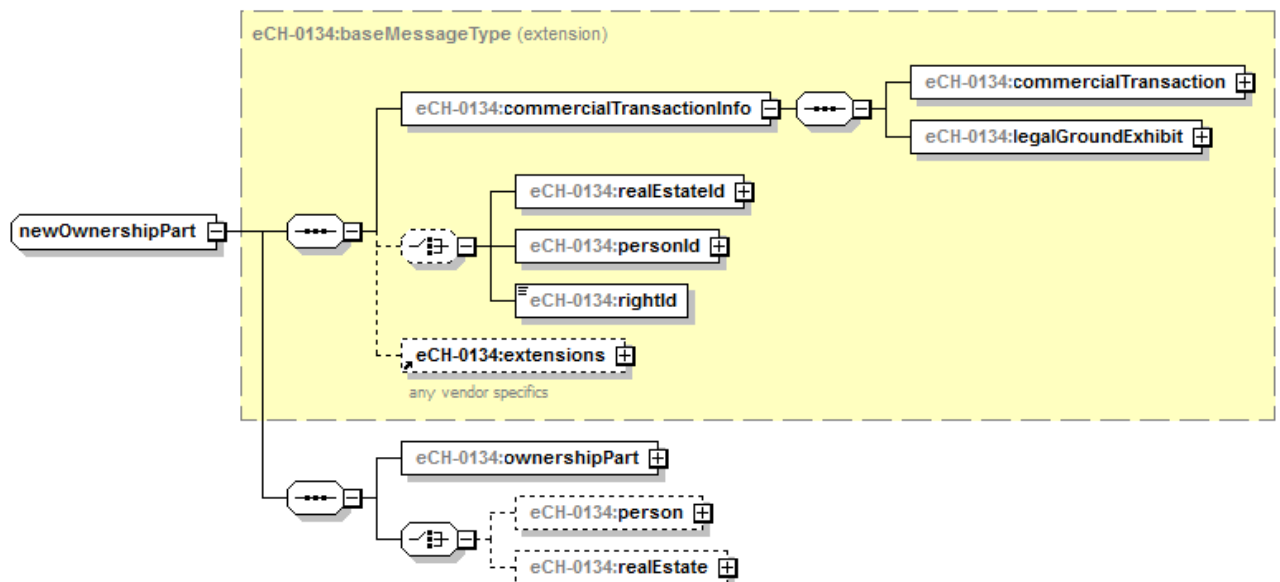 eCH-0134:baseMessageType (extension)
eCH-0134:commercialTransaction
eCH-0134:commercialTransactionInfo
eCH-0134:legalGroundExhibit
eCH-0134:realEstateId
newOwnershipPart
eCH-0134:personId
eCH-0134:rightId
eCH-0134:extensions
any vendor specifics
eCH-0134:ownershipPart
eCH-0134:person
eCH-0134:realEstate